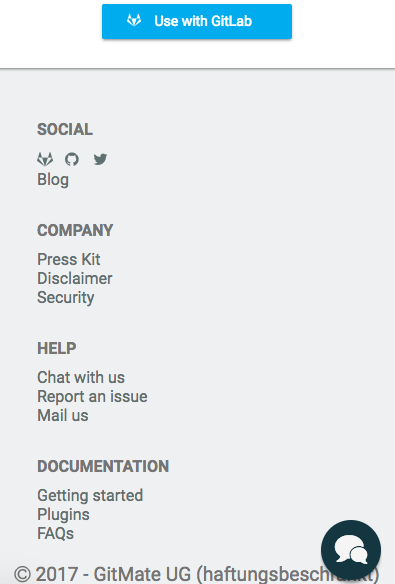 Use with GitLab
SOCIAL
Blog
COMPANY
Press Kit
Disclaimer
Security
HELP
Chat with us
Report an issue
Mail us
DOCUMENTATION
Getting started
Plugins
FAQs
© 2017 - GitMate UG (haftungsbeschränkt)